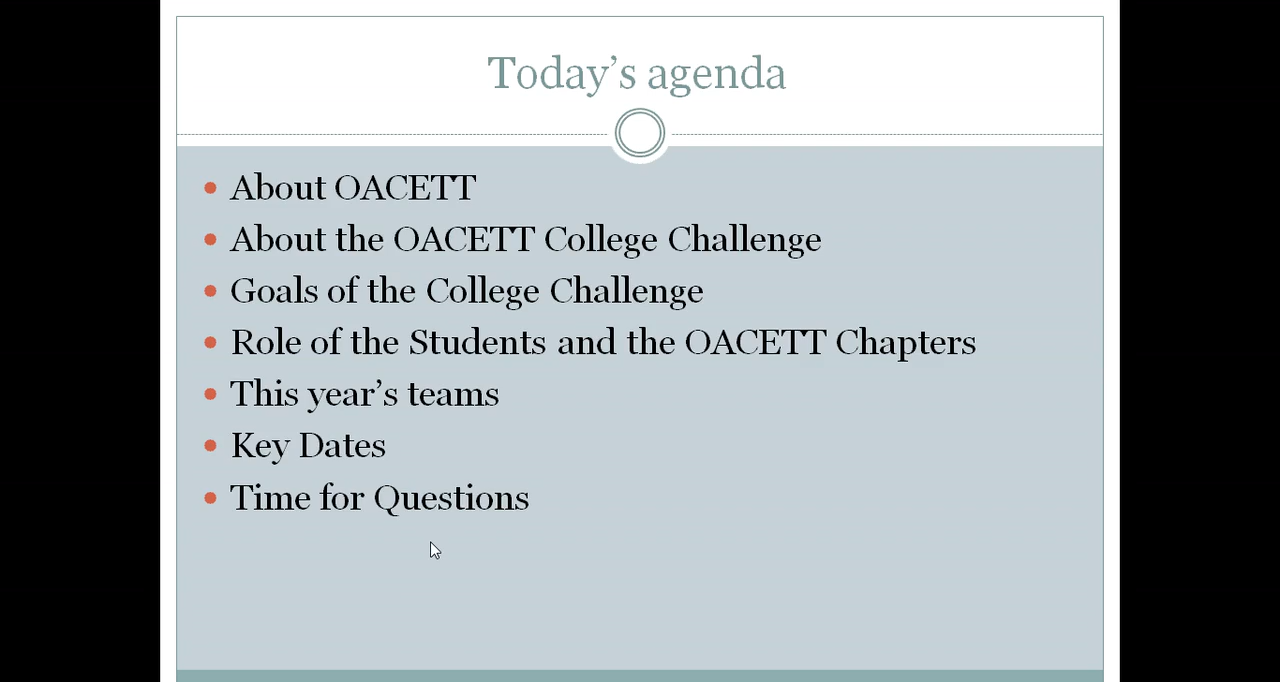 Today’s agenda
About OACETT
About the OACETT College Challenge
Goals of the College Challenge
Role of the Students and the OACETT Chapters
This year’s teams
Key Dates
Time for Questions